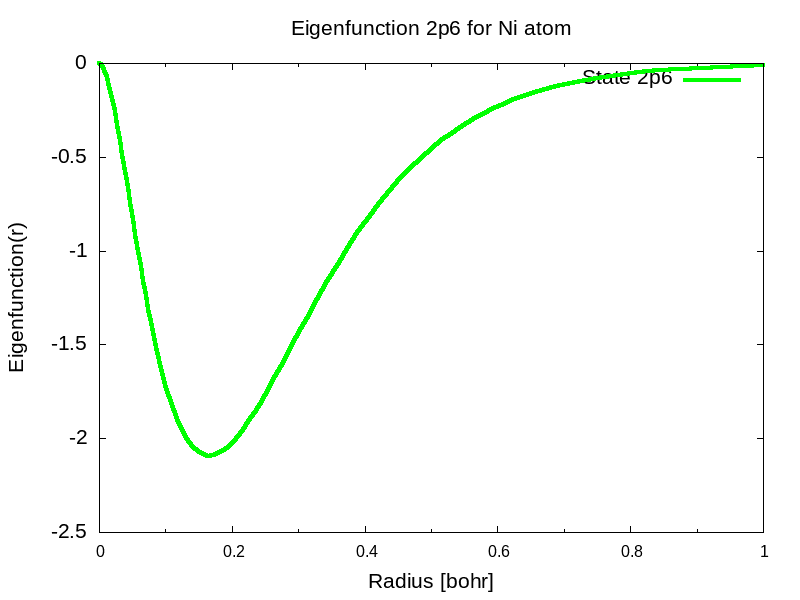 Eigenfunction 2p6 for Ni atom
State 2p6
0
-0.5
-1
-1.5
-2
-2.5
Eigenfunction(r)
0 0.2 0.4 0.6 0.8 1
Radius [bohr]